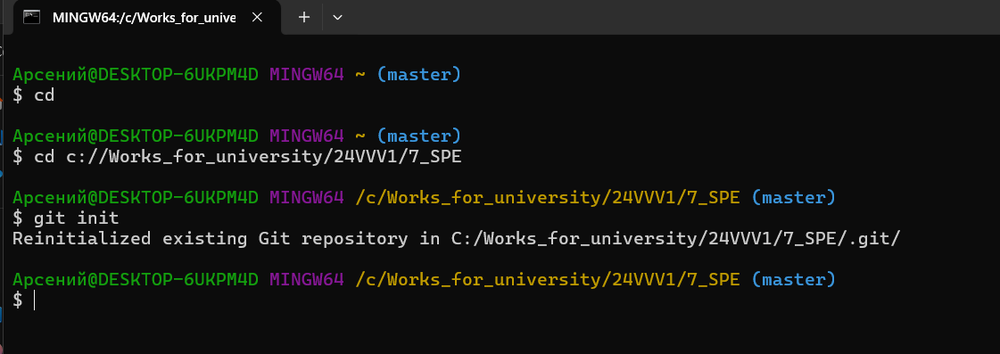 MINGW64:/c/Works_for_unive
Арсений@DESKTOP-6UKPM4D MINGW64 ~ (master)
$ cd
Арсений@DESKTOP-6UKPM4D MINGW64 ~ (master)
$ cd c://Works_for_university/24VVV1/7_SPE
Арсений@DESKTOP-6UKPM4D MINGW64 /c/Works_for_university/24VVV1/7_SPE (master)
$ git init
Reinitialized existing Git repository in C:/Works_for_university/24VVV1/7_SPE/.git/
Арсений@DESKTOP-6UKPM4D MINGW64 /c/Works_for_university/24VVV1/7_SPE (master)
$